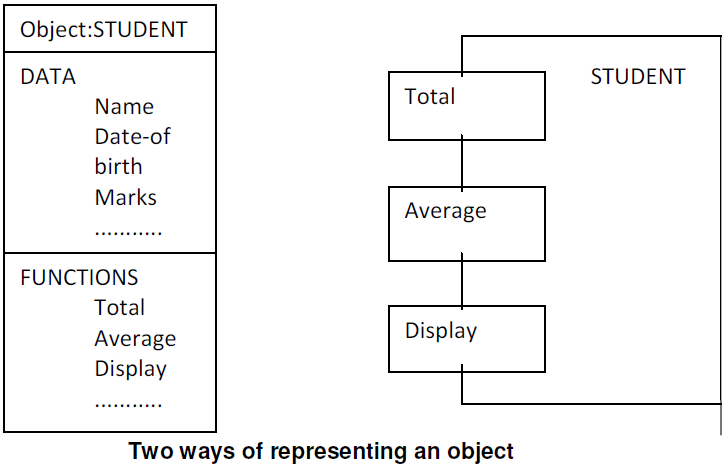 Object:STUDENT
DATA
Name
Date-of
birth
Marks
...........
FUNCTIONS
Total
Average
Display
...........
STUDENT
Total
Average
Display
Two ways of representing an object